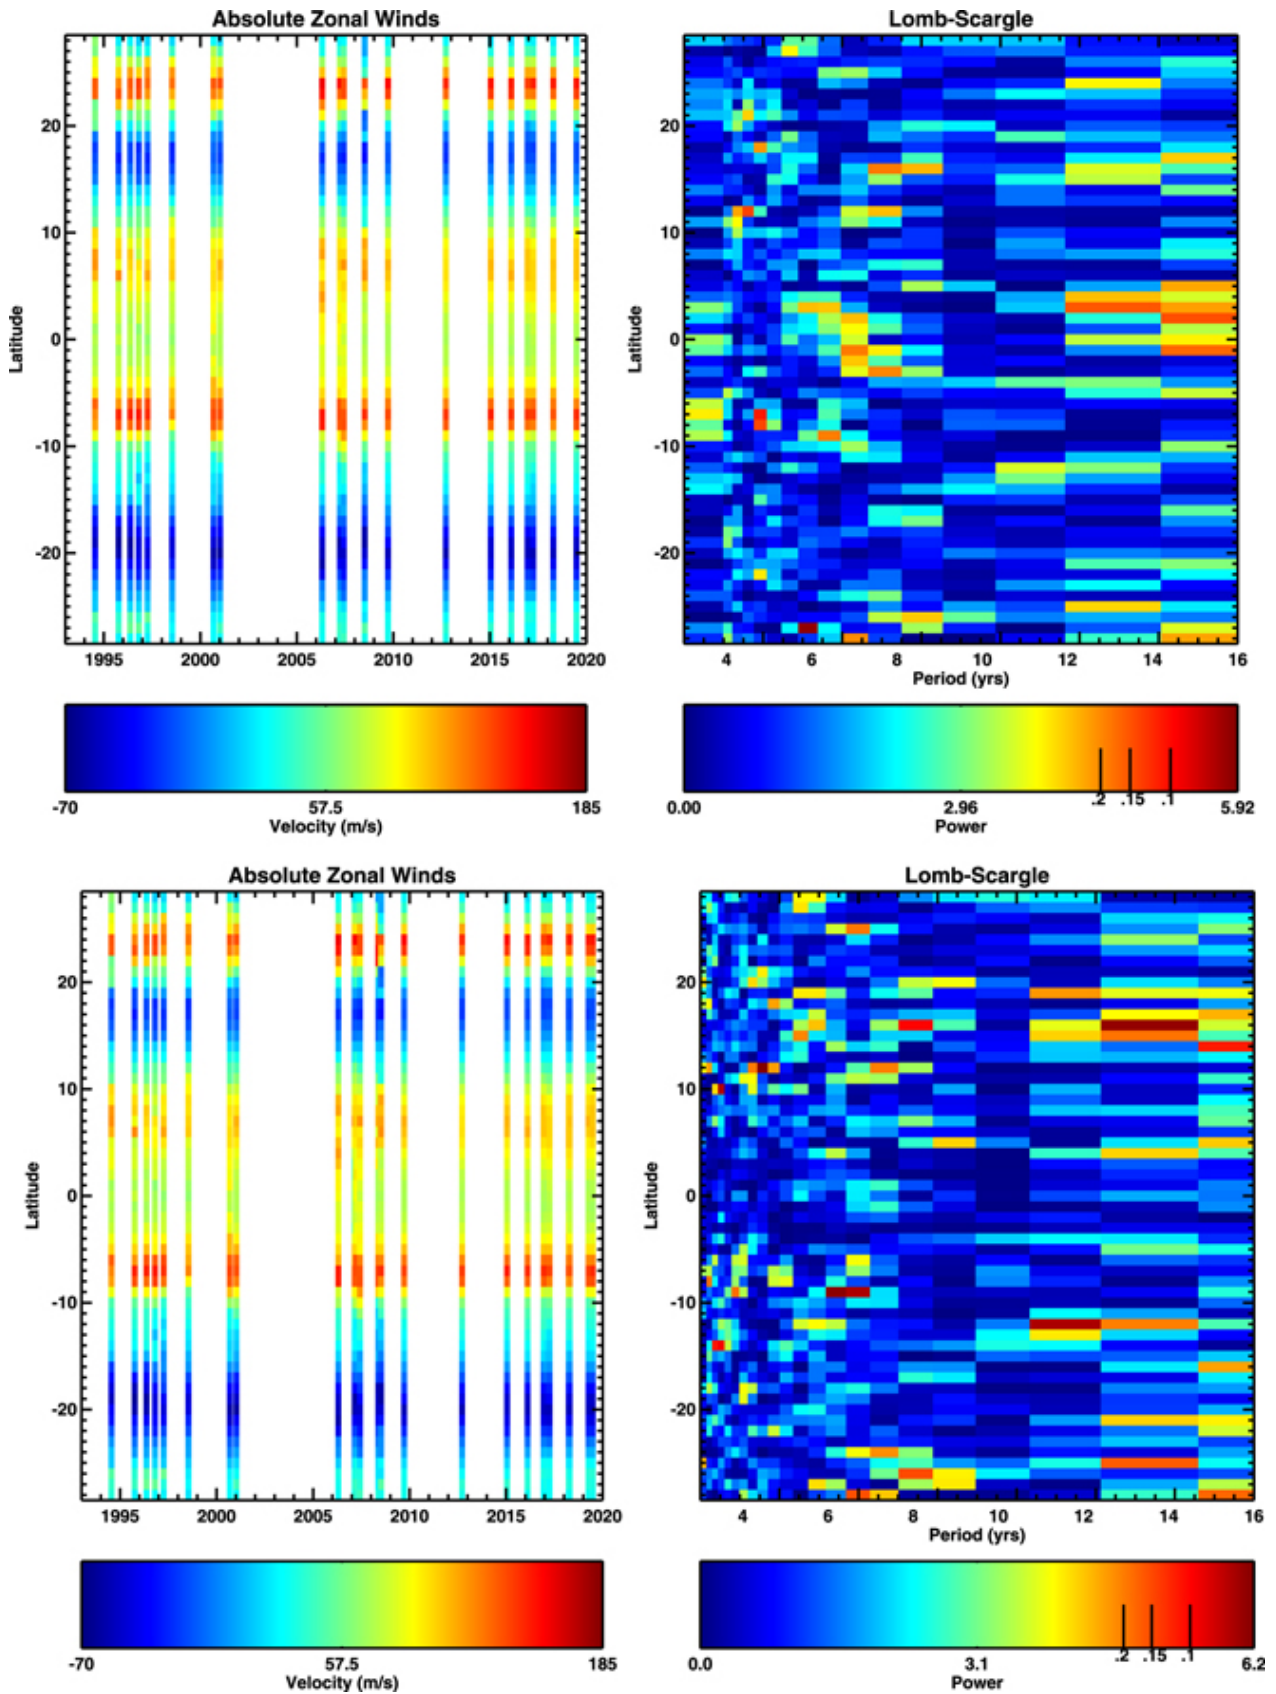 Absolute Zonal Winds
Lomb-Scargle
Latitude
20
10
0
-10
-20
1995 2000 2005 2010 2015 2020
Latitude
20
10
0
-10
-20
4 6 8 10 12 14 16
Period (yrs)
-70 57.5 185
Velocity (m/s)
.2 .15 .1
0.00 2.96 5.92
Power
Absolute Zonal Winds
Lomb-Scargle
Latitude
20
10
0
-10
-20
1995 2000 2005 2010 2015 2020
Latitude
20
10
0
-10
-20
4 6 8 10 12 14 16
Period (yrs)
-70 57.5 185
Velocity (m/s)
.2 .15 .1
0.0 3.1 6.2
Power